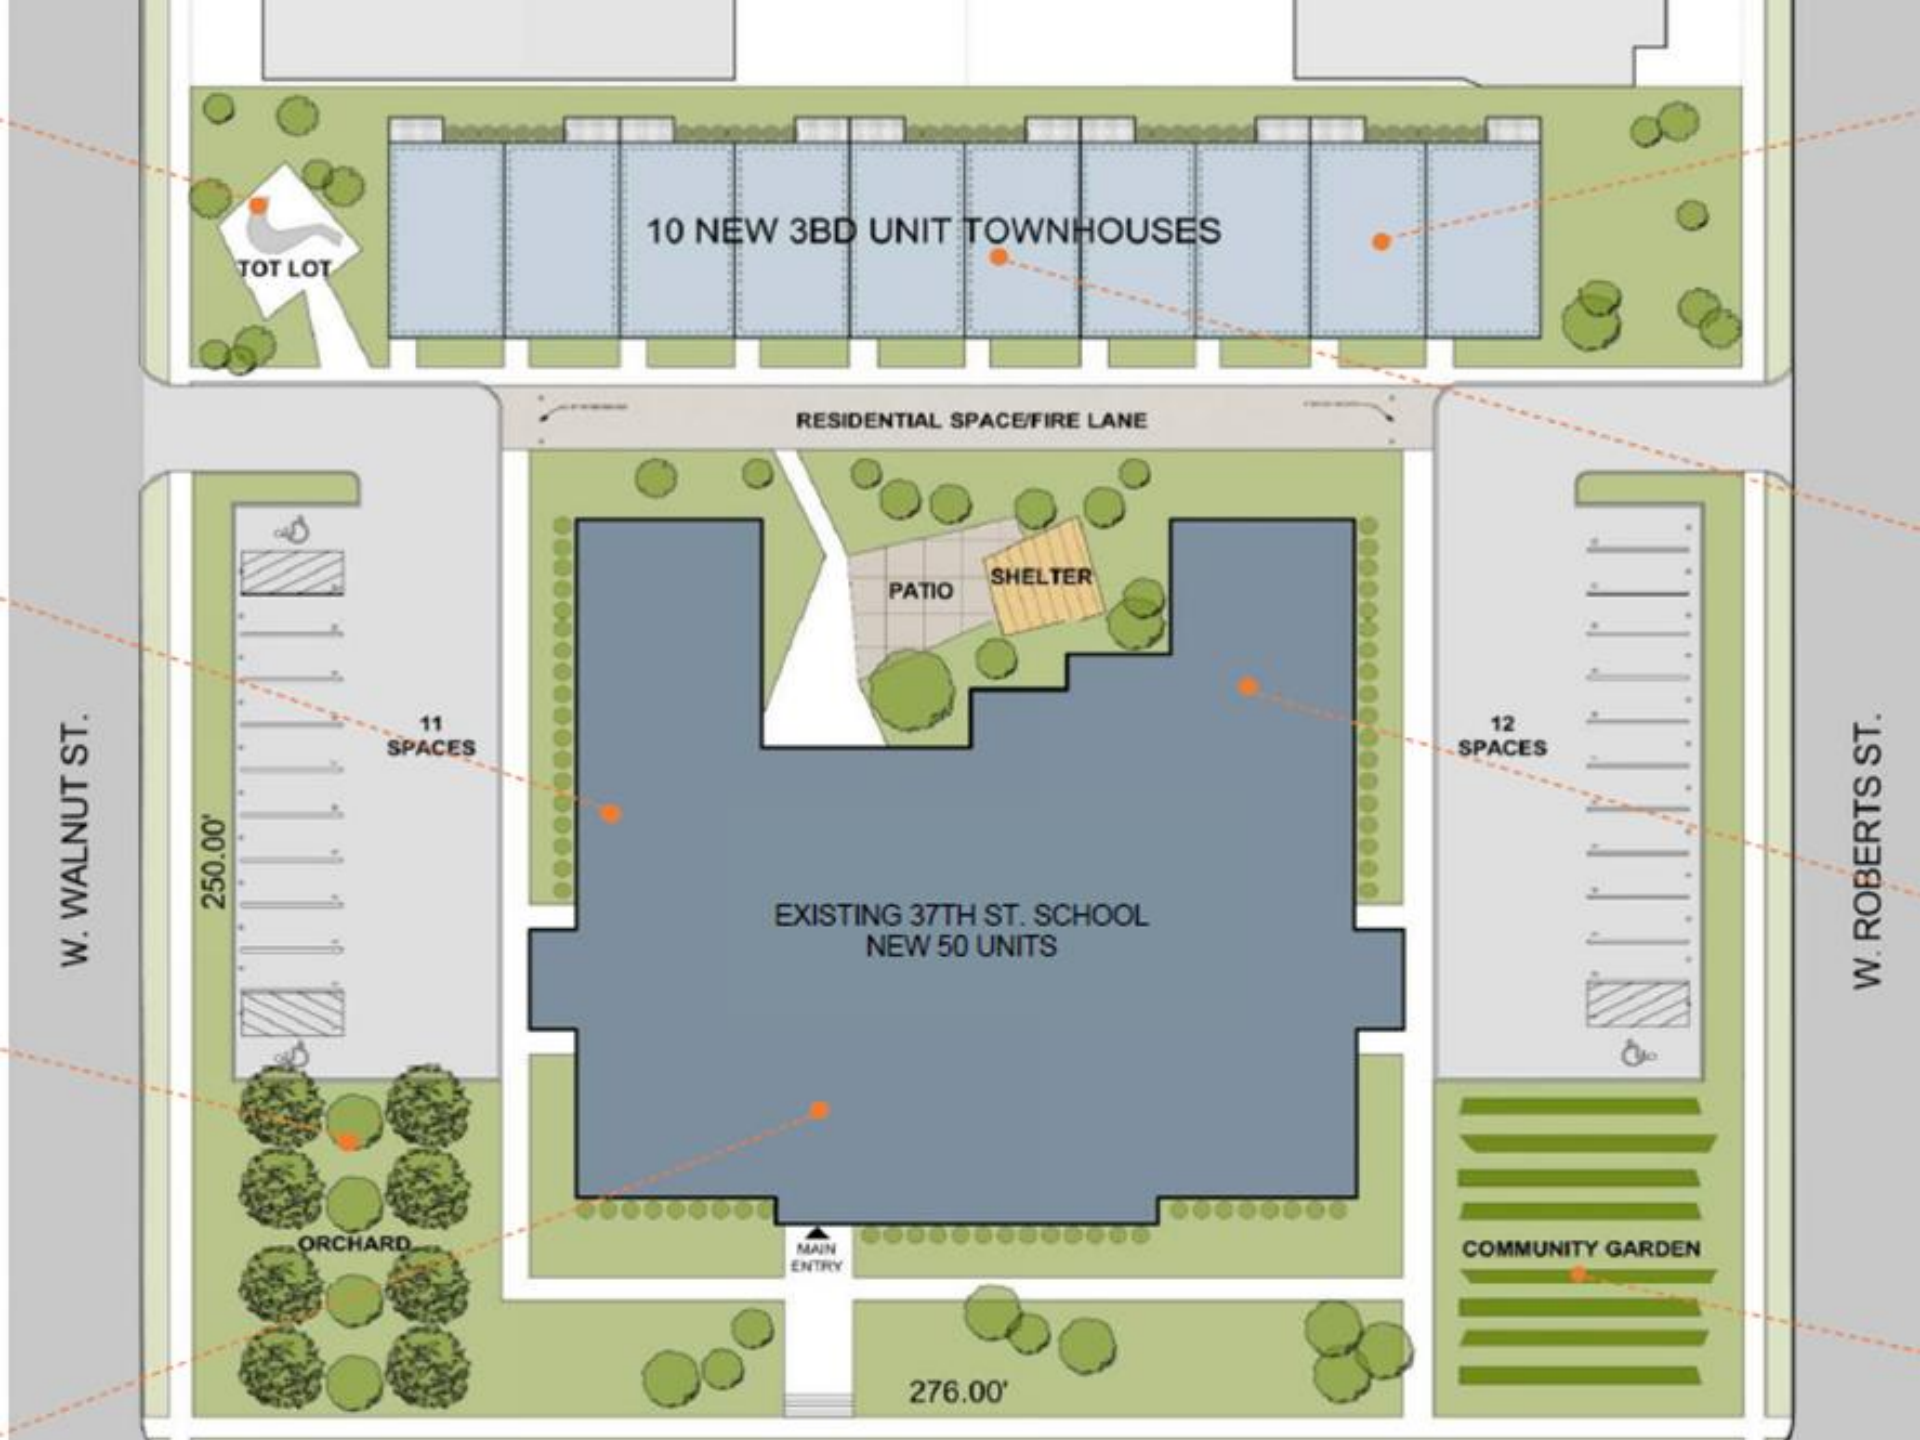 10 NEW 3BD UNIT TOWNHOUSES
TOT LOT
RESIDENTIAL SPACE/FIRE LANE
PATIO
SHELTER
11
SPACES
12
SPACES
W. WALNUT ST.
250.00'
W. ROBERTS ST.
EXISTING 37TH ST. SCHOOL
NEW 50 UNITS
ORCHARD
MAIN
ENTRY
COMMUNITY GARDEN
276.00'